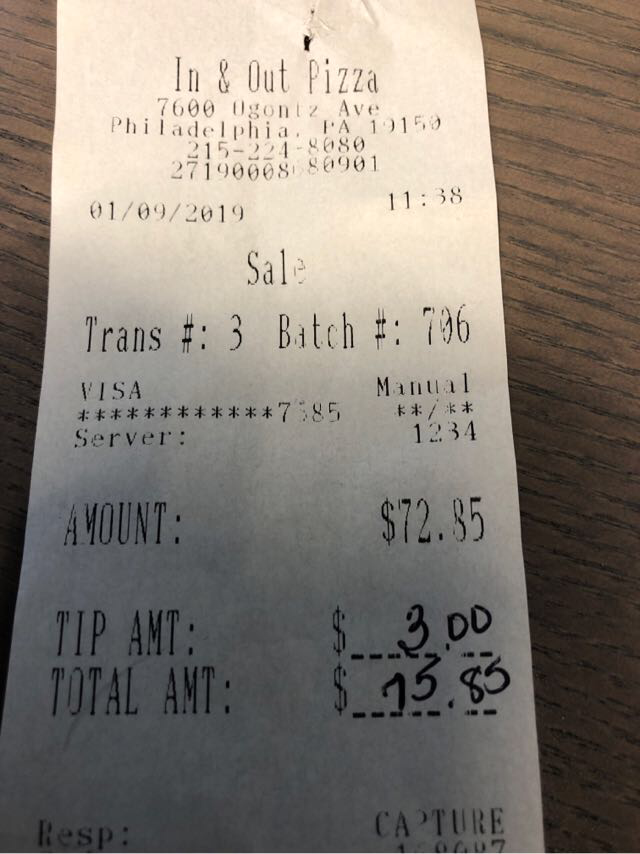 In & Out Pizza
7600 Ogontz Ave
Philadelphia, PA 19150
215-224-8080
01/09/2019 11:38
Sale
Trans #: 3 Batch #: 706
VISA Manual
************7385 **/**
Server: 1234
AMOUNT: $72.85
TIP AMT: $ 3.00
TOTAL AMT: $ 75.85
Resp: CAPTURE